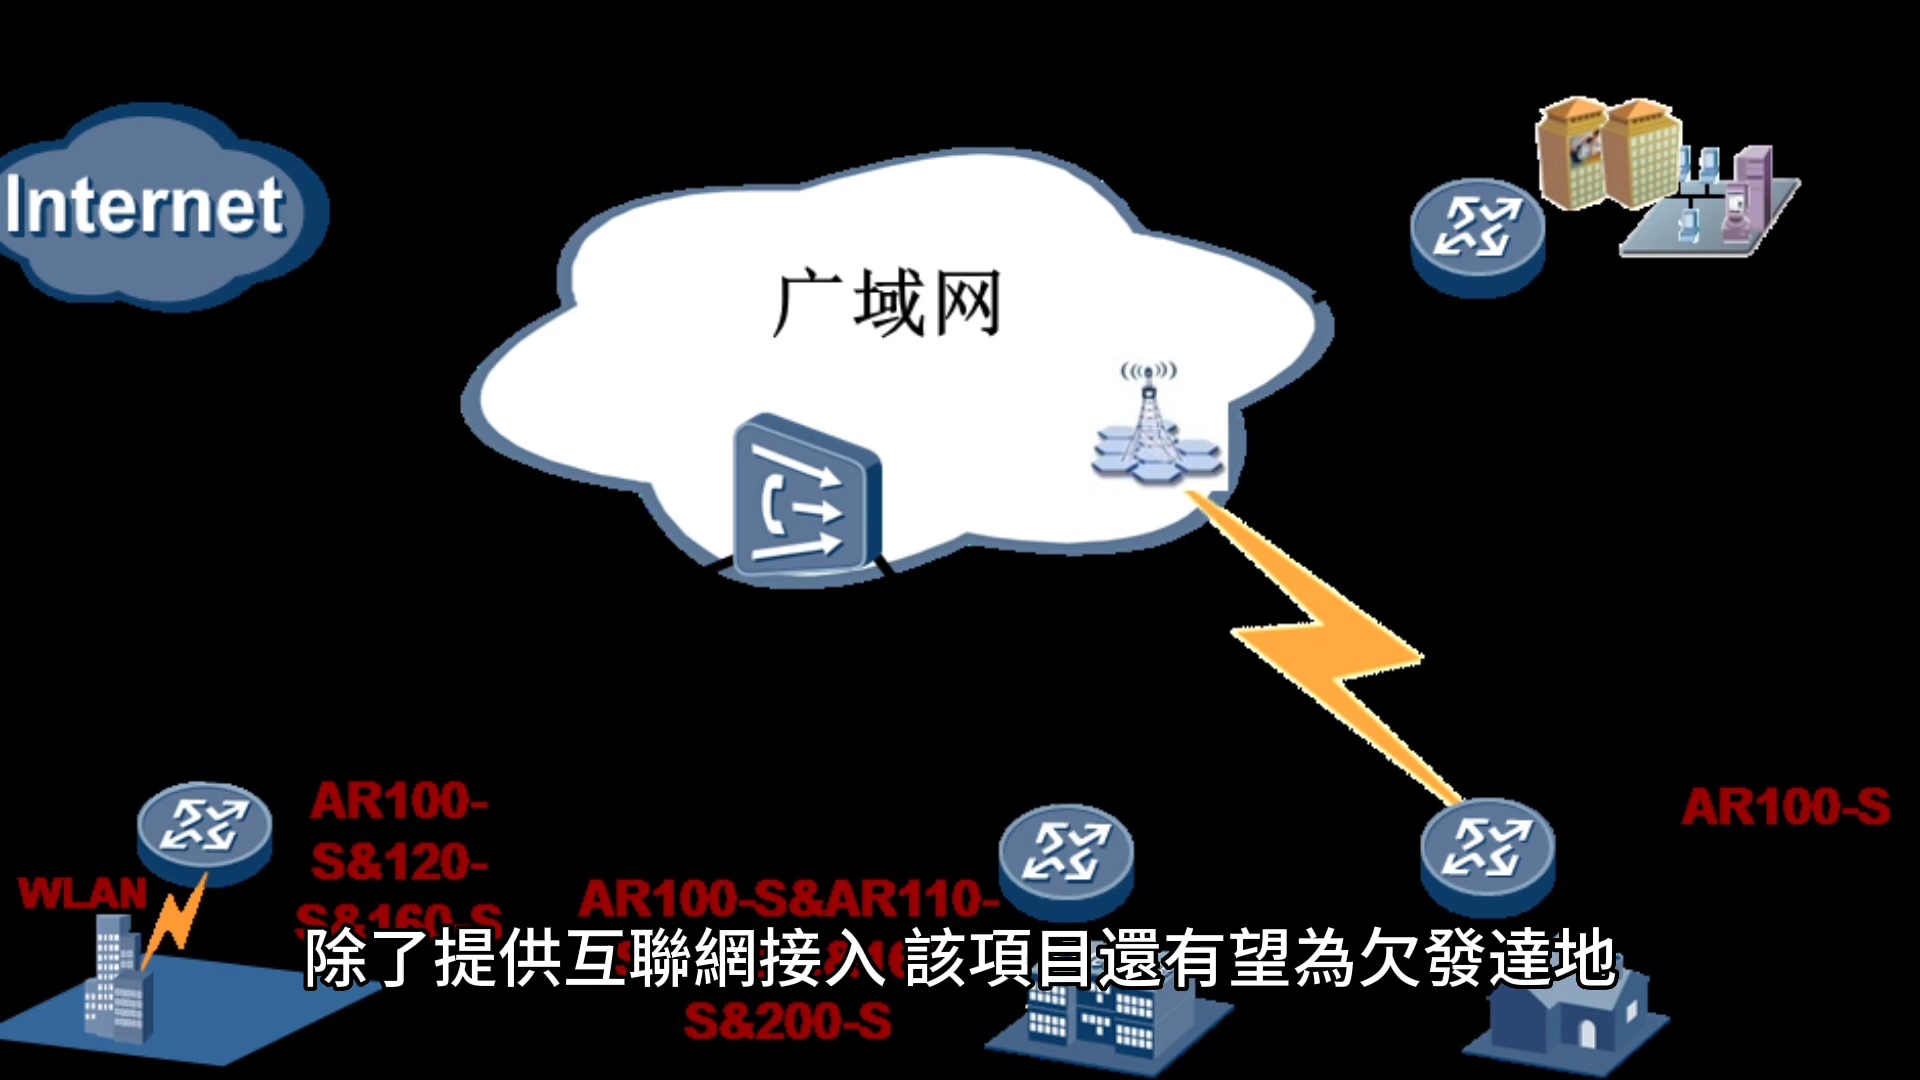 Internet
广域网
AR100-
S&120-
S&160-S
WLAN
AR100-S&AR110-
S&200-S
AR100-S
除了提供互聯網接入 該項目還有望為欠發達地